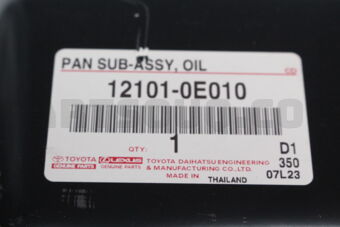 PAN SUB-ASSY, OIL
CD
12101-0E010
QTY:
1
D1
TOYOTA LEXUS TOYOTA DAIHATSU ENGINEERING 350
GENUINE PARTS GENUINE PARTS & MANUFACTURING CO., LTD.
MADE IN THAILAND 07L23